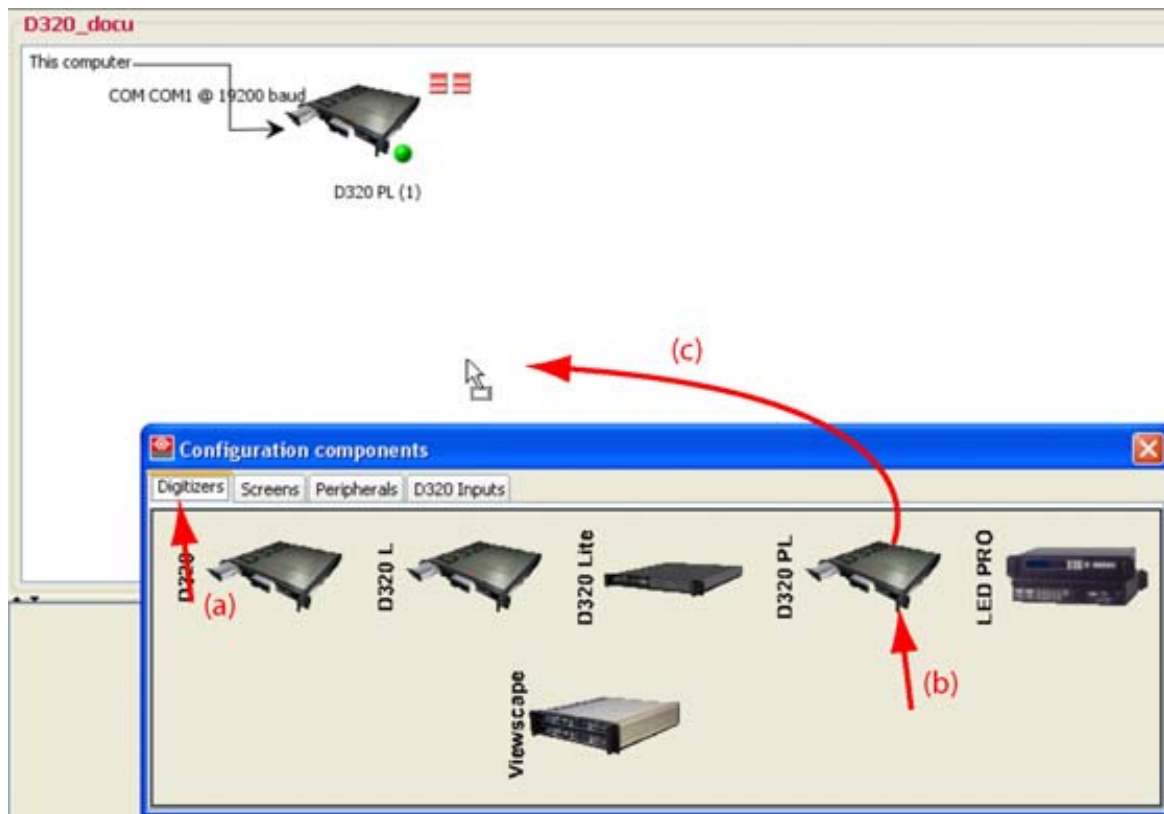 D320_docu
This computer
COM COM1 @ 19200 baud
D320 PL (1)
(c)
Configuration components
Digitizers Screens Peripherals D320 Inputs
D320
D320 L
D320 Lite
D320 PL
LED PRO
(a)
(b)
Viewscape